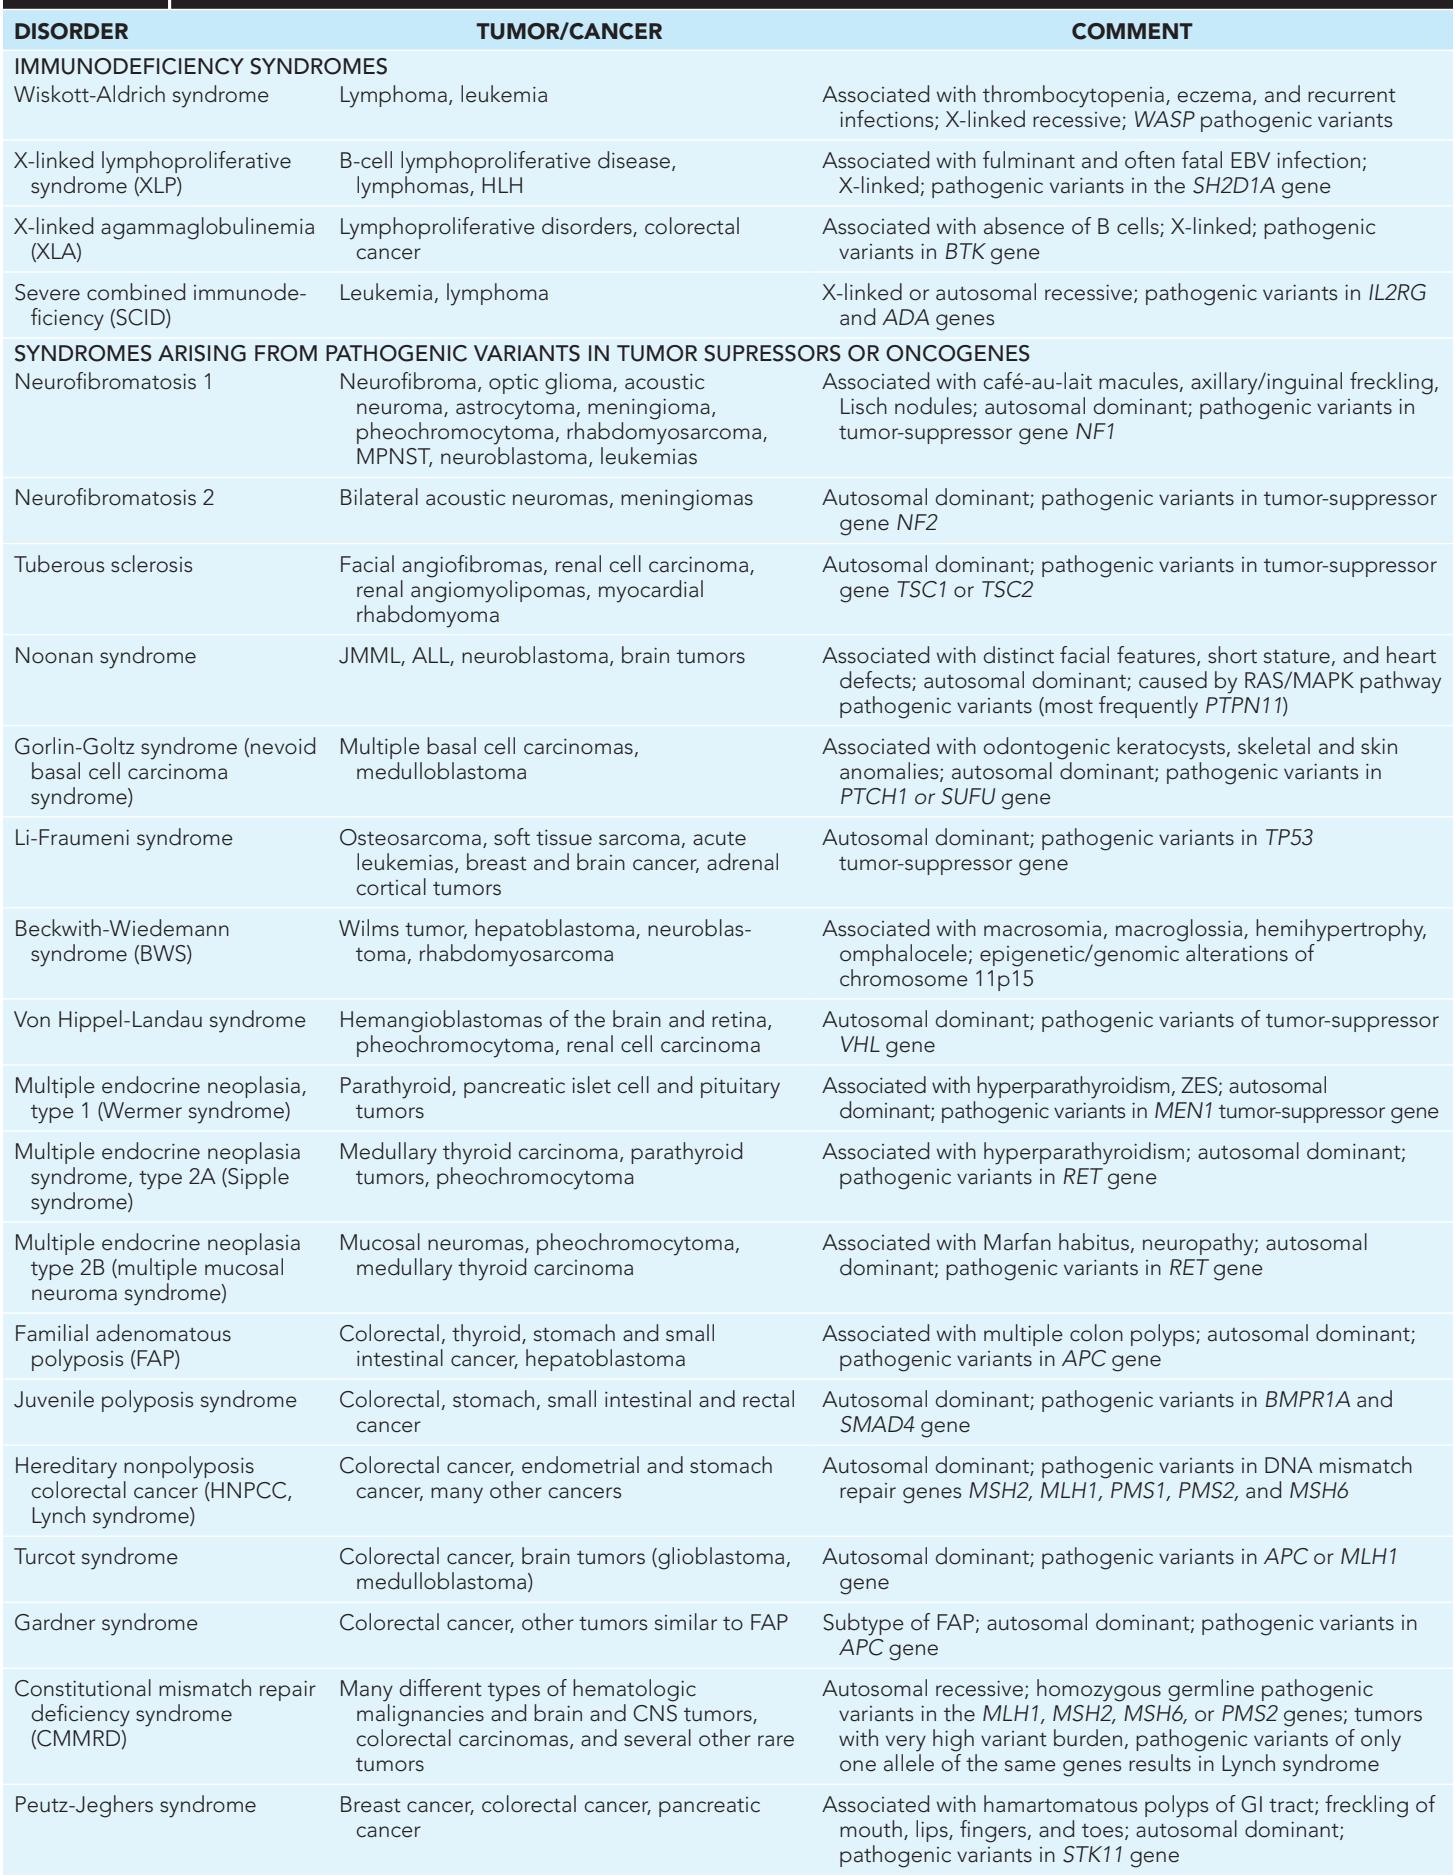 DISORDER TUMOR/CANCER COMMENT
IMMUNODEFICIENCY SYNDROMES
Wiskott-Aldrich syndrome Lymphoma, leukemia Associated with thrombocytopenia, eczema, and recurrent
infections; X-linked recessive; WASP pathogenic variants
X-linked lymphoproliferative B-cell lymphoproliferative disease, Associated with fulminant and often fatal EBV infection;
syndrome (XLP) lymphomas, HLH X-linked; pathogenic variants in the SH2D1A gene
X-linked agammaglobulinemia Lymphoproliferative disorders, colorectal Associated with absence of B cells; X-linked; pathogenic
(XLA) cancer variants in BTK gene
Severe combined immunode- Leukemia, lymphoma X-linked or autosomal recessive; pathogenic variants in IL2RG
ficiency (SCID) and ADA genes
SYNDROMES ARISING FROM PATHOGENIC VARIANTS IN TUMOR SUPRESSORS OR ONCOGENES
Neurofibromatosis 1 Neurofibroma, optic glioma, acoustic Associated with café-au-lait macules, axillary/inguinal freckling,
neuroma, astrocytoma, meningioma, Lisch nodules; autosomal dominant; pathogenic variants in
pheochromocytoma, rhabdomyosarcoma, tumor-suppressor gene NF1
MPNST, neuroblastoma, leukemias
Neurofibromatosis 2 Bilateral acoustic neuromas, meningiomas Autosomal dominant; pathogenic variants in tumor-suppressor
gene NF2
Tuberous sclerosis Facial angiofibromas, renal cell carcinoma, Autosomal dominant; pathogenic variants in tumor-suppressor
renal angiomyolipomas, myocardial gene TSC1 or TSC2
rhabdomyoma
Noonan syndrome JMML, ALL, neuroblastoma, brain tumors Associated with distinct facial features, short stature, and heart
defects; autosomal dominant; caused by RAS/MAPK pathway
pathogenic variants (most frequently PTPN11)
Gorlin-Goltz syndrome (nevoid Multiple basal cell carcinomas, Associated with odontogenic keratocysts, skeletal and skin
basal cell carcinoma medulloblastoma anomalies; autosomal dominant; pathogenic variants in
syndrome) PTCH1 or SUFU gene
Li-Fraumeni syndrome Osteosarcoma, soft tissue sarcoma, acute Autosomal dominant; pathogenic variants in TP53
leukemias, breast and brain cancer, adrenal tumor-suppressor gene
cortical tumors
Beckwith-Wiedemann Wilms tumor, hepatoblastoma, neuroblas- Associated with macrosomia, macroglossia, hemihypertrophy,
syndrome (BWS) toma, rhabdomyosarcoma omphalocele; epigenetic/genomic alterations of
chromosome 11p15
Von Hippel-Landau syndrome Hemangioblastomas of the brain and retina, Autosomal dominant; pathogenic variants of tumor-suppressor
pheochromocytoma, renal cell carcinoma VHL gene
Multiple endocrine neoplasia, Parathyroid, pancreatic islet cell and pituitary Associated with hyperparathyroidism, ZES; autosomal
type 1 (Wermer syndrome) tumors dominant; pathogenic variants in MEN1 tumor-suppressor gene
Multiple endocrine neoplasia Medullary thyroid carcinoma, parathyroid Associated with hyperparathyroidism; autosomal dominant;
syndrome, type 2A (Sipple tumors, pheochromocytoma pathogenic variants in RET gene
syndrome)
Multiple endocrine neoplasia Mucosal neuromas, pheochromocytoma, Associated with Marfan habitus, neuropathy; autosomal
type 2B (multiple mucosal medullary thyroid carcinoma dominant; pathogenic variants in RET gene
neuroma syndrome)
Familial adenomatous Colorectal, thyroid, stomach and small Associated with multiple colon polyps; autosomal dominant;
polyposis (FAP) intestinal cancer, hepatoblastoma pathogenic variants in APC gene
Juvenile polyposis syndrome Colorectal, stomach, small intestinal and rectal Autosomal dominant; pathogenic variants in BMPR1A and
cancer SMAD4 gene
Hereditary nonpolyposis Colorectal cancer, endometrial and stomach Autosomal dominant; pathogenic variants in DNA mismatch
colorectal cancer (HNPCC, cancer, many other cancers repair genes MSH2, MLH1, PMS1, PMS2, and MSH6
Lynch syndrome)
Turcot syndrome Colorectal cancer, brain tumors (glioblastoma, Autosomal dominant; pathogenic variants in APC or MLH1
medulloblastoma) gene
Gardner syndrome Colorectal cancer, other tumors similar to FAP Subtype of FAP; autosomal dominant; pathogenic variants in
APC gene
Constitutional mismatch repair Many different types of hematologic Autosomal recessive; homozygous germline pathogenic
deficiency syndrome malignancies and brain and CNS tumors, variants in the MLH1, MSH2, MSH6, or PMS2 genes; tumors
(CMMRD) colorectal carcinomas, and several other rare with very high variant burden, pathogenic variants of only
tumors one allele of the same genes results in Lynch syndrome
Peutz-Jeghers syndrome Breast cancer, colorectal cancer, pancreatic Associated with hamartomatous polyps of GI tract; freckling of
cancer mouth, lips, fingers, and toes; autosomal dominant;
pathogenic variants in STK11 gene